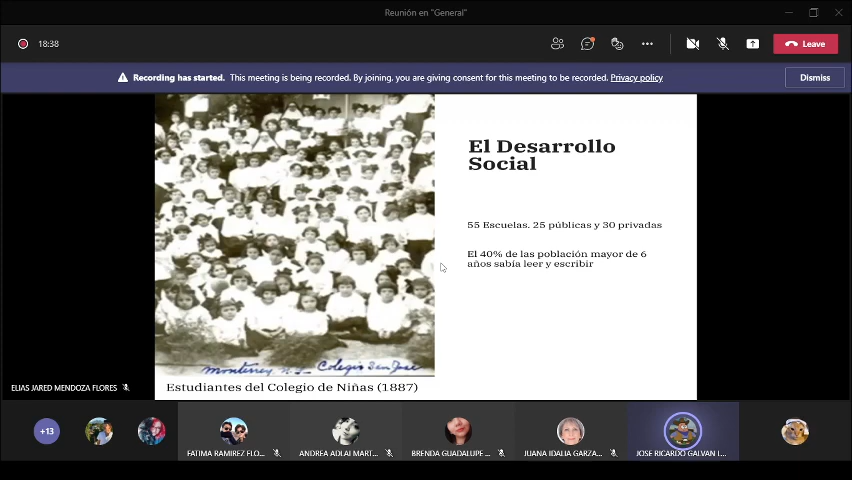 Reunión en "General"
18:38
Leave
Recording has started. This meeting is being recorded. By joining, you are giving consent for this meeting to be recorded. Privacy policy
Dismiss
El Desarrollo
Social
55 Escuelas. 25 públicas y 30 privadas
El 40% de las población mayor de 6
años sabía leer y escribir
monterrey, N.L. Colegio San Jose
Estudiantes del Colegio de Niñas (1887)
ELIAS JARED MENDOZA FLORES
+13
FATIMA RAMIREZ FLO...
ANDREA ADLAI MART...
BRENDA GUADALUPE ...
JUANA IDALIA GARZA...
JOSE RICARDO GALVAN I...